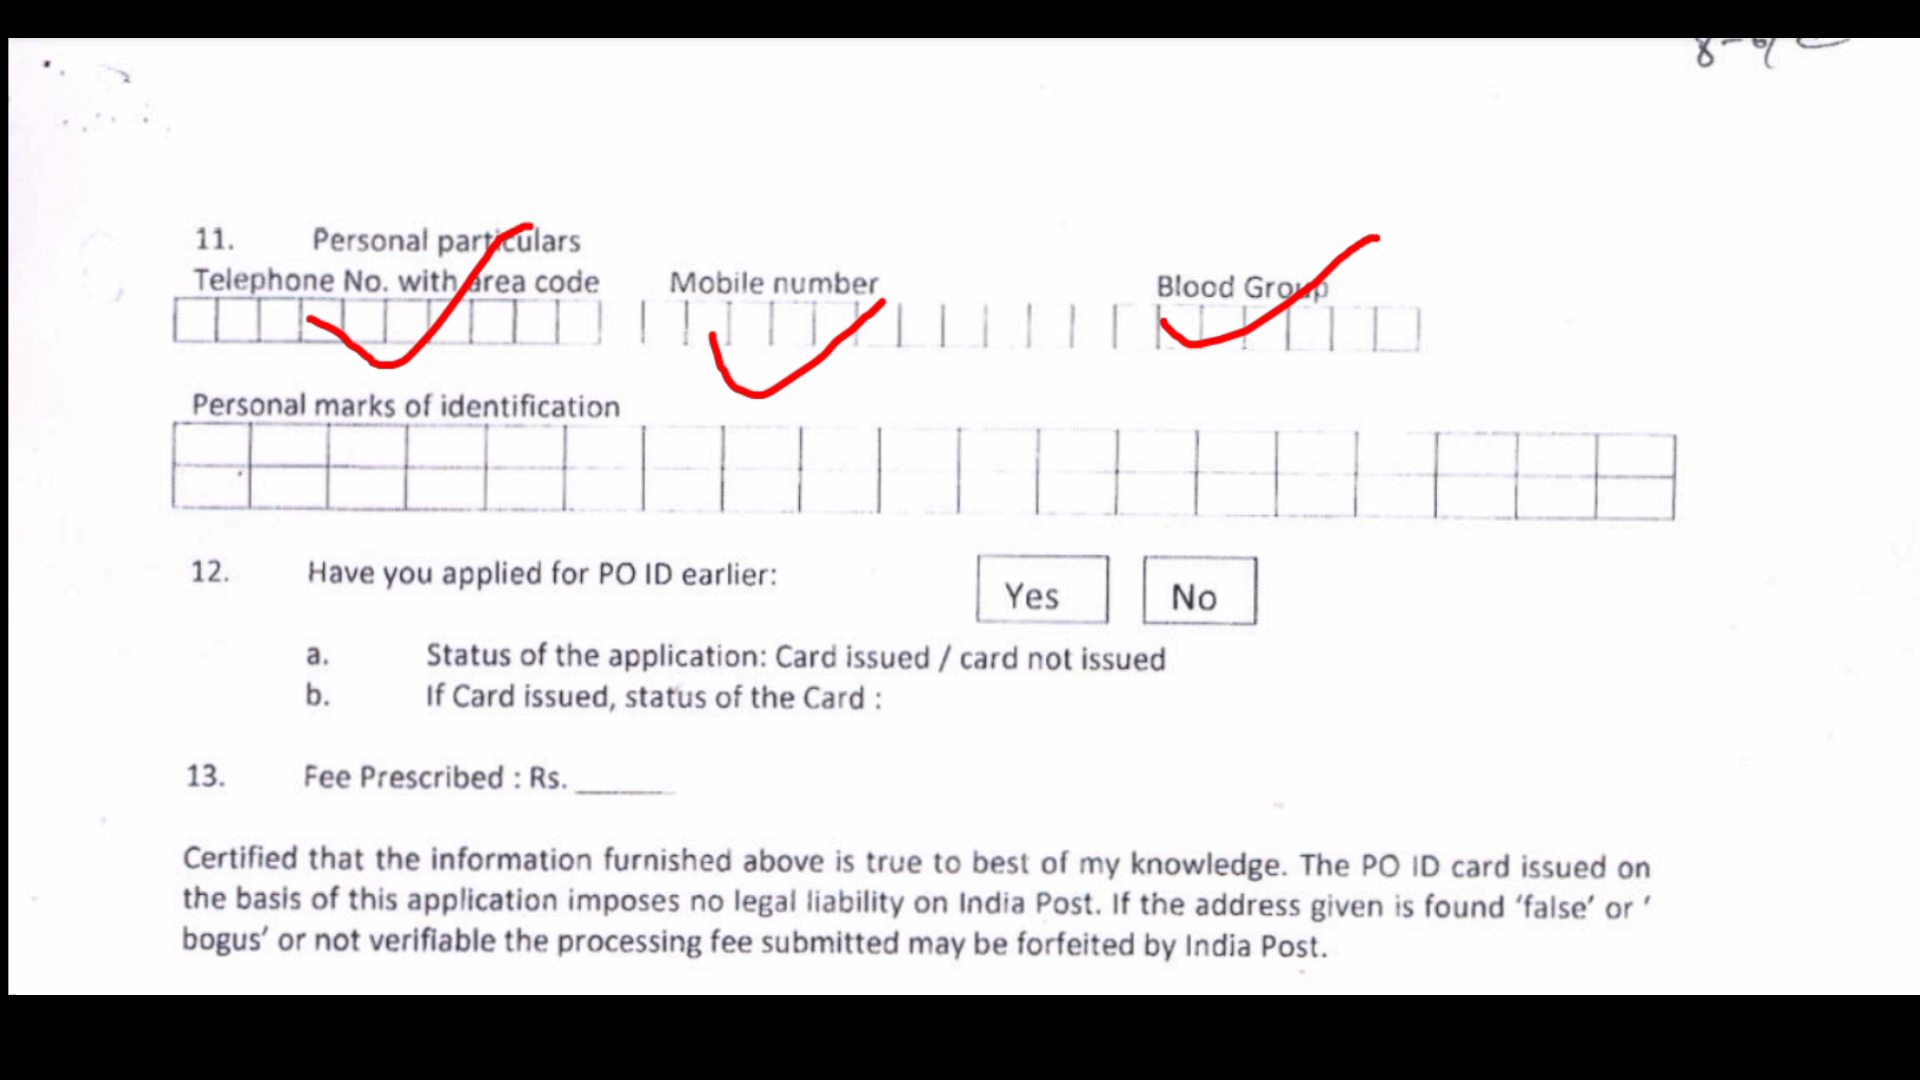 11. Personal particulars
Telephone No. with area code Mobile number Blood Group
Personal marks of identification
12. Have you applied for PO ID earlier: Yes No
a. Status of the application: Card issued / card not issued
b. If Card issued, status of the Card :
13. Fee Prescribed : Rs. ______
Certified that the information furnished above is true to best of my knowledge. The PO ID card issued on
the basis of this application imposes no legal liability on India Post. If the address given is found ‘false’ or ‘
bogus’ or not verifiable the processing fee submitted may be forfeited by India Post.